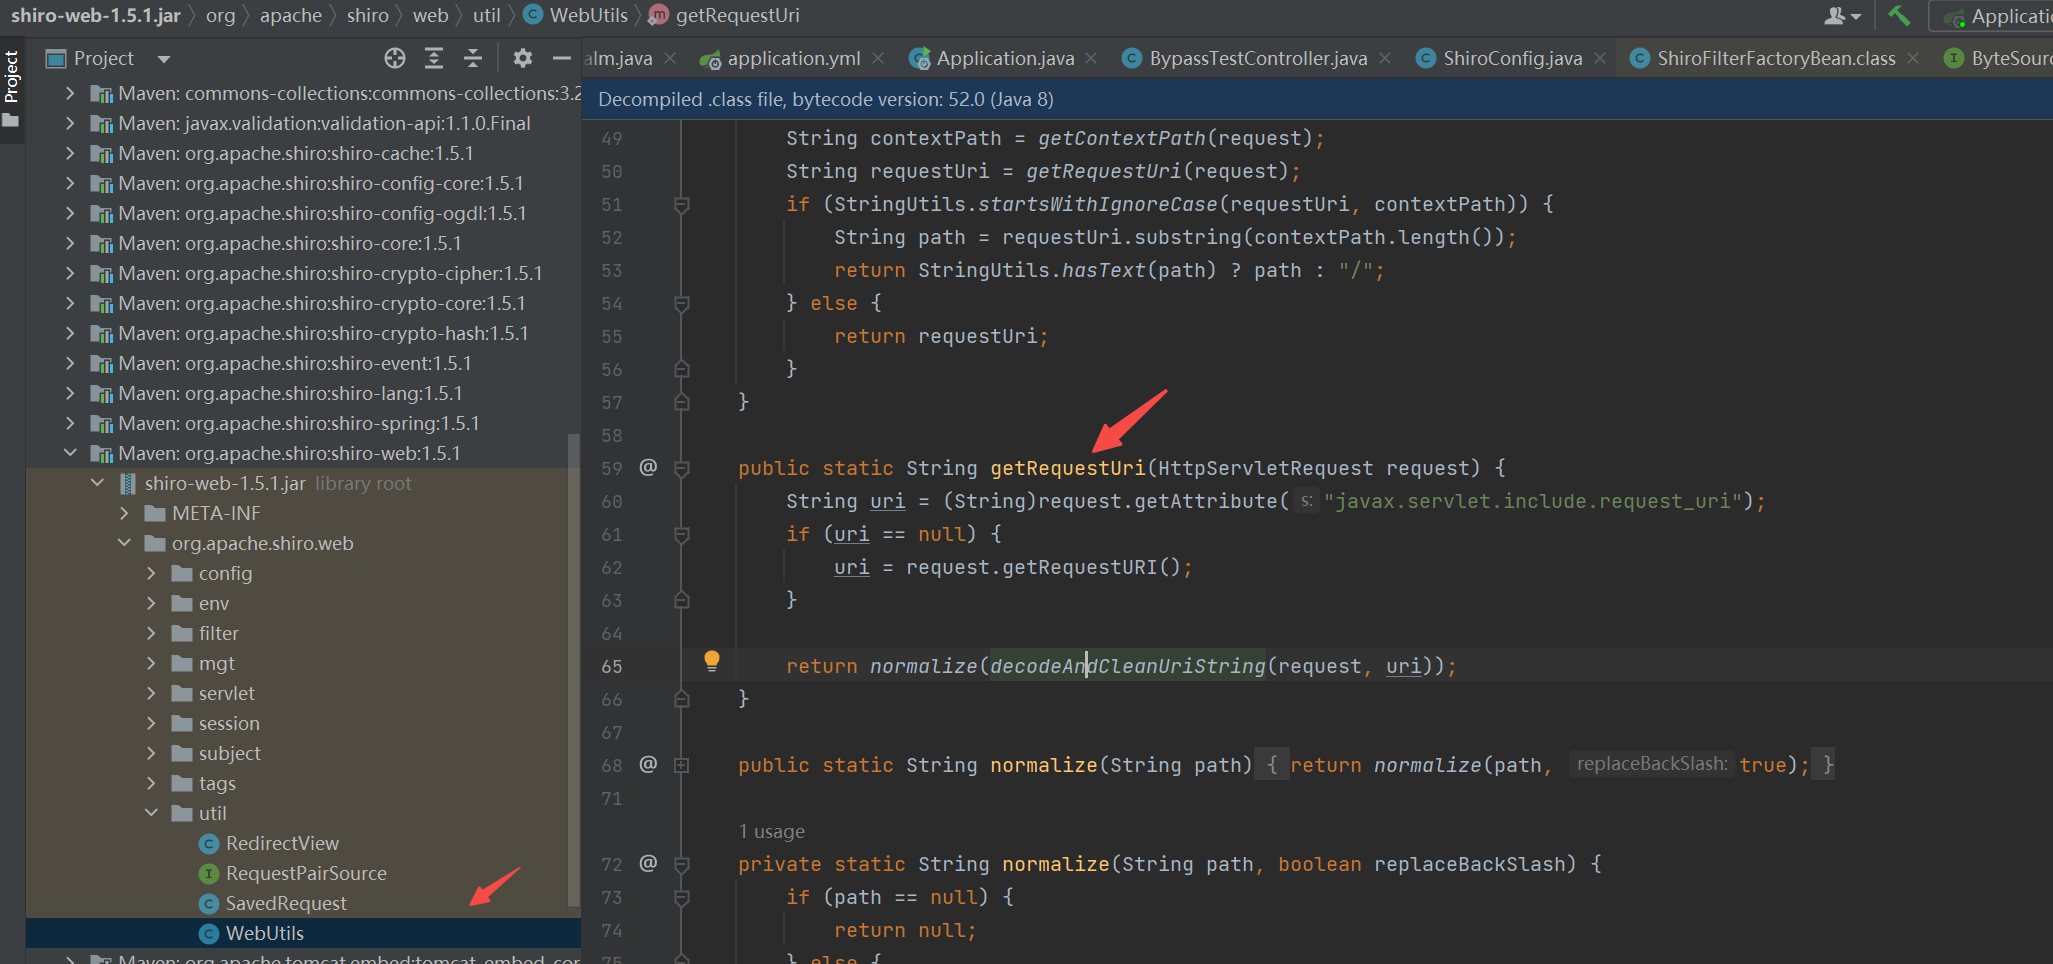 shiro-web-1.5.1.jar org apache shiro web util WebUtils getRequestUri
Applicati
Project
Project
alm.java application.yml Application.java BypassTestController.java ShiroConfig.java ShiroFilterFactoryBean.class ByteSourc
Maven: commons-collections:commons-collections:3.2
Maven: javax.validation:validation-api:1.1.0.Final
Maven: org.apache.shiro:shiro-cache:1.5.1
Maven: org.apache.shiro:shiro-config-core:1.5.1
Maven: org.apache.shiro:shiro-config-ogdl:1.5.1
Maven: org.apache.shiro:shiro-core:1.5.1
Maven: org.apache.shiro:shiro-crypto-cipher:1.5.1
Maven: org.apache.shiro:shiro-crypto-core:1.5.1
Maven: org.apache.shiro:shiro-crypto-hash:1.5.1
Maven: org.apache.shiro:shiro-event:1.5.1
Maven: org.apache.shiro:shiro-lang:1.5.1
Maven: org.apache.shiro:shiro-spring:1.5.1
Maven: org.apache.shiro:shiro-web:1.5.1
shiro-web-1.5.1.jar library root
META-INF
org.apache.shiro.web
config
env
filter
mgt
servlet
session
subject
tags
util
RedirectView
RequestPairSource
SavedRequest
WebUtils
Maven: org.apache.tomcat.embed:tomcat-embed-cor
Decompiled .class file, bytecode version: 52.0 (Java 8)
49 String contextPath = getContextPath(request);
50 String requestUri = getRequestUri(request);
51 if (StringUtils.startsWithIgnoreCase(requestUri, contextPath)) {
52 String path = requestUri.substring(contextPath.length());
53 return StringUtils.hasText(path) ? path : "/";
54 } else {
55 return requestUri;
56 }
57 }
58
59 @ public static String getRequestUri(HttpServletRequest request) {
60 String uri = (String)request.getAttribute( s: "javax.servlet.include.request_uri");
61 if (uri == null) {
62 uri = request.getRequestURI();
63 }
64
65 return normalize(decodeAndCleanUriString(request, uri));
66 }
67
68 @ public static String normalize(String path) { return normalize(path, replaceBackSlash: true); }
71
1 usage
72 @ private static String normalize(String path, boolean replaceBackSlash) {
73 if (path == null) {
74 return null;
75 } else {